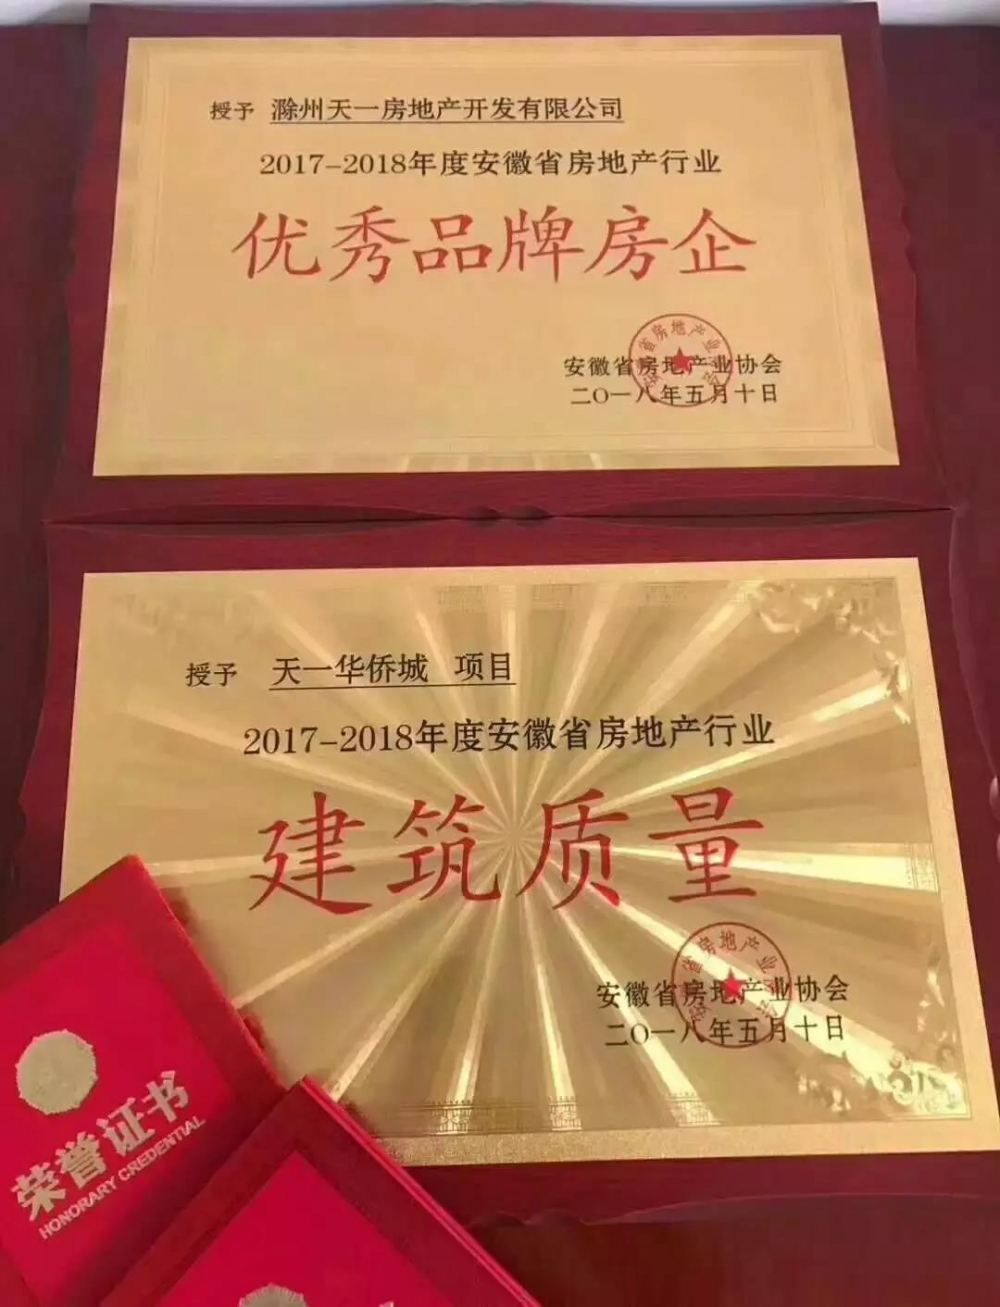 授予 滁州天一房地产开发有限公司
2017-2018年度安徽省房地产行业
优秀品牌房企
安徽省房地产业协会
二〇一八年五月十日
授予 天一华侨城 项目
2017-2018年度安徽省房地产行业
建筑质量
安徽省房地产业协会
二〇一八年五月十日
荣誉证书
HONORARY CREDENTIAL